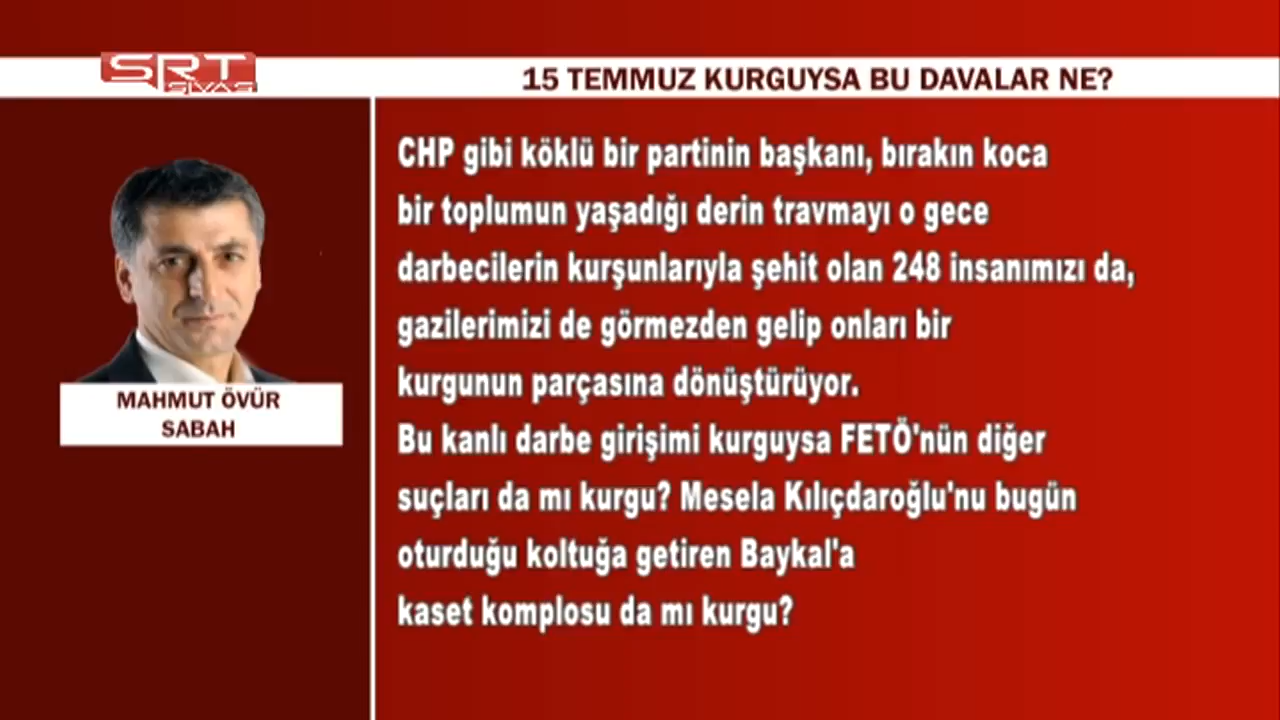 SRT
SİVAS
15 TEMMUZ KURGUYSA BU DAVALAR NE?
MAHMUT ÖVÜR
SABAH
CHP gibi köklü bir partinin başkanı, bırakın koca
bir toplumun yaşadığı derin travmayı o gece
darbecilerin kurşunlarıyla şehit olan 248 insanımızı da,
gazilerimizi de görmezden gelip onları bir
kurgunun parçasına dönüştürüyor.
Bu kanlı darbe girişimi kurguysa FETÖ'nün diğer
suçları da mı kurgu? Mesela Kılıçdaroğlu'nu bugün
oturduğu koltuğa getiren Baykal'a
kaset komplosu da mı kurgu?